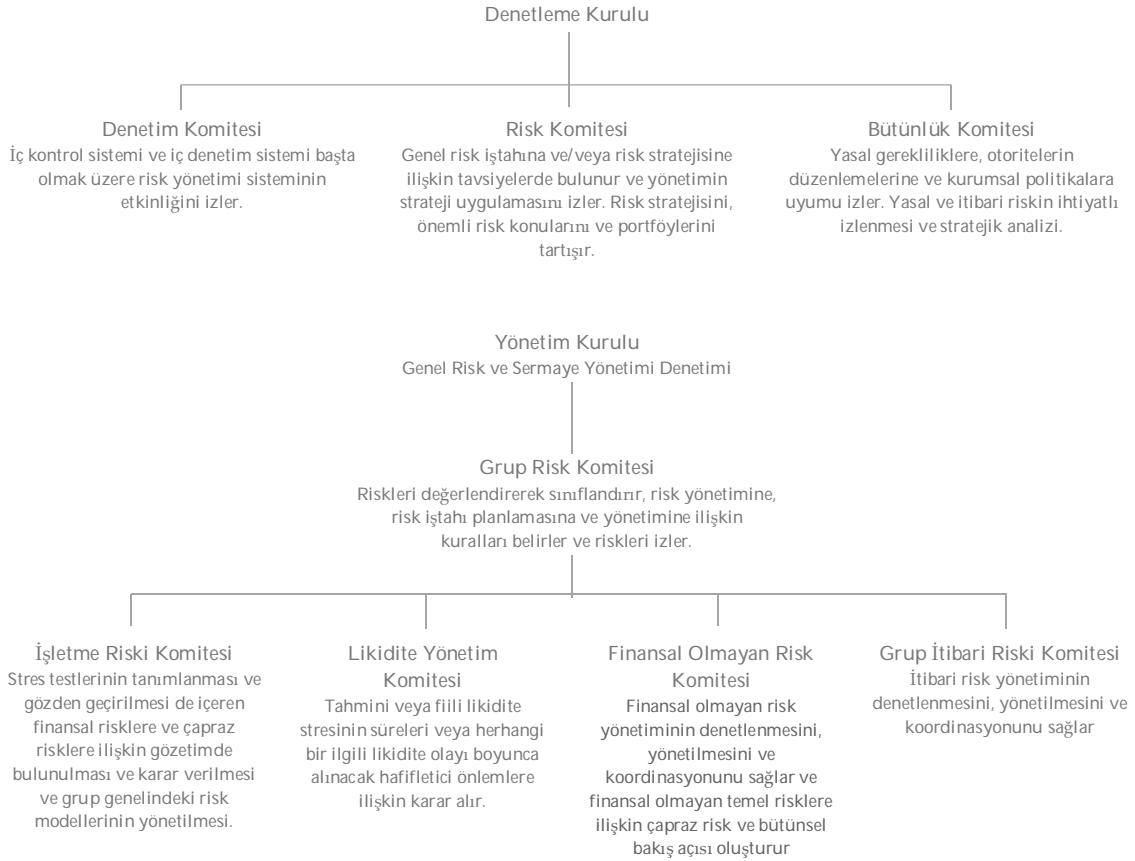 Denetleme Kurulu
Denetim Komitesi
İç kontrol sistemi ve iç denetim sistemi başta
olmak üzere risk yönetimi sisteminin
etkinliğini izler.
Risk Komitesi
Genel risk iştahına ve/veya risk stratejisine
ilişkin tavsiyelerde bulunur ve yönetimin
strateji uygulamasını izler. Risk stratejisini,
önemli risk konularını ve portföylerini
tartışır.
Bütünlük Komitesi
Yasal gerekliliklere, otoritelerin
düzenlemelerine ve kurumsal politikalara
uyumu izler. Yasal ve itibari riskin ihtiyatlı
izlenmesi ve stratejik analizi.
Yönetim Kurulu
Genel Risk ve Sermaye Yönetimi Denetimi
Grup Risk Komitesi
Riskleri değerlendirerek sınıflandırır, risk yönetimine,
risk iştahı planlamasına ve yönetimine ilişkin
kuralları belirler ve riskleri izler.
İşletme Riski Komitesi
Stres testlerinin tanımlanması ve
gözden geçirilmesi de içeren
finansal risklere ve çapraz
risklere ilişkin gözetimde
bulunulması ve karar verilmesi
ve grup genelindeki risk
modellerinin yönetilmesi.
Likidite Yönetim
Komitesi
Tahmini veya fiili likidite
stresinin süreleri veya herhangi
bir ilgili likidite olayı boyunca
alınacak hafifletici önlemlere
ilişkin karar alır.
Finansal Olmayan Risk
Komitesi
Finansal olmayan risk
yönetiminin denetlenmesini,
yönetilmesini ve
koordinasyonunu sağlar ve
finansal olmayan temel risklere
ilişkin çapraz risk ve bütünsel
bakış açısı oluşturur
Grup İtibari Riski Komitesi
İtibari risk yönetiminin
denetlenmesini, yönetilmesini ve
koordinasyonunu sağlar